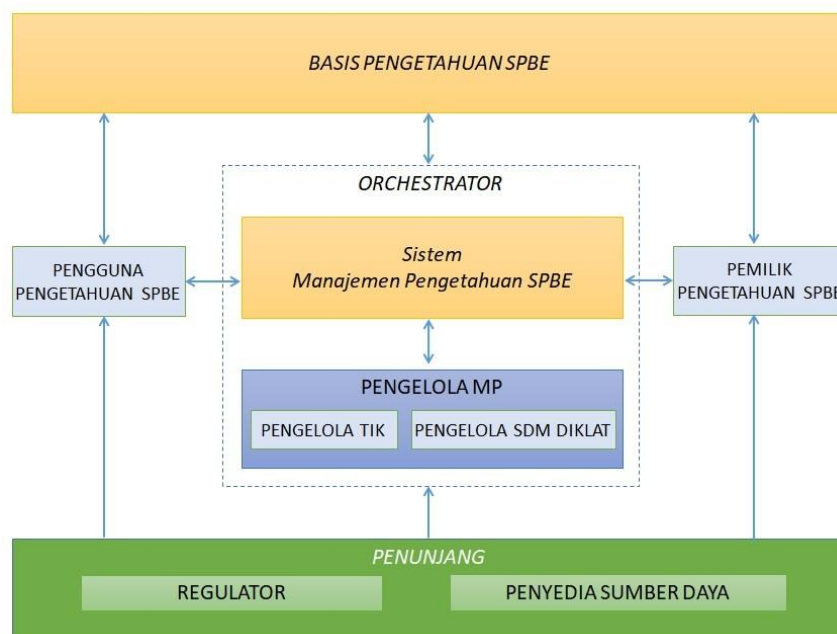 BASIS PENGETAHUAN SPBE
ORCHESTRATOR
Sistem
Manajemen Pengetahuan SPBE
PENGGUNA
PENGETAHUAN SPBE
PEMILIK
PENGETAHUAN SPBE
PENGELOLA MP
PENGELOLA TIK
PENGELOLA SDM DIKLAT
PENUNJANG
REGULATOR
PENYEDIA SUMBER DAYA